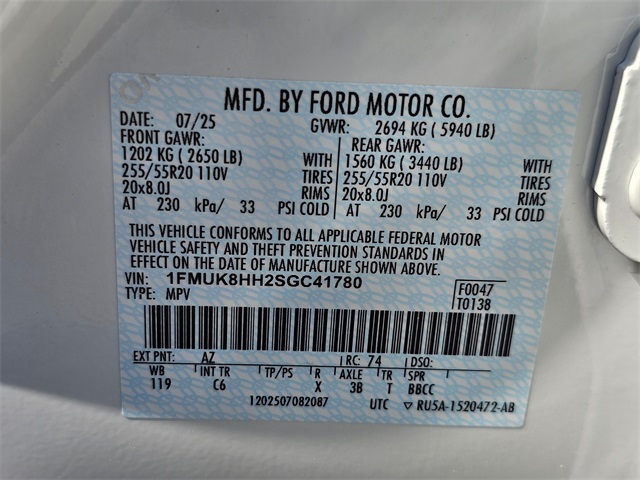 MFD. BY FORD MOTOR CO.
DATE: 07/25 GVWR: 2694 KG ( 5940 LB)
FRONT GAWR: REAR GAWR:
1202 KG ( 2650 LB) WITH 1560 KG ( 3440 LB) WITH
255/55R20 110V TIRES 255/55R20 110V TIRES
20x8.0J RIMS 20x8.0J RIMS
AT 230 kPa/ 33 PSI COLD AT 230 kPa/ 33 PSI COLD
THIS VEHICLE CONFORMS TO ALL APPLICABLE FEDERAL MOTOR
VEHICLE SAFETY AND THEFT PREVENTION STANDARDS IN
EFFECT ON THE DATE OF MANUFACTURE SHOWN ABOVE.
VIN: 1FMUK8HH2SGC41780 F0047
TYPE: MPV T0138
EXT PNT: AZ RC: 74 DSO:
WB INT TR TP/PS R AXLE TR SPR
119 C6 X 3B T BBCC
1202507082087 UTC ▽ RU5A-1520472-AB